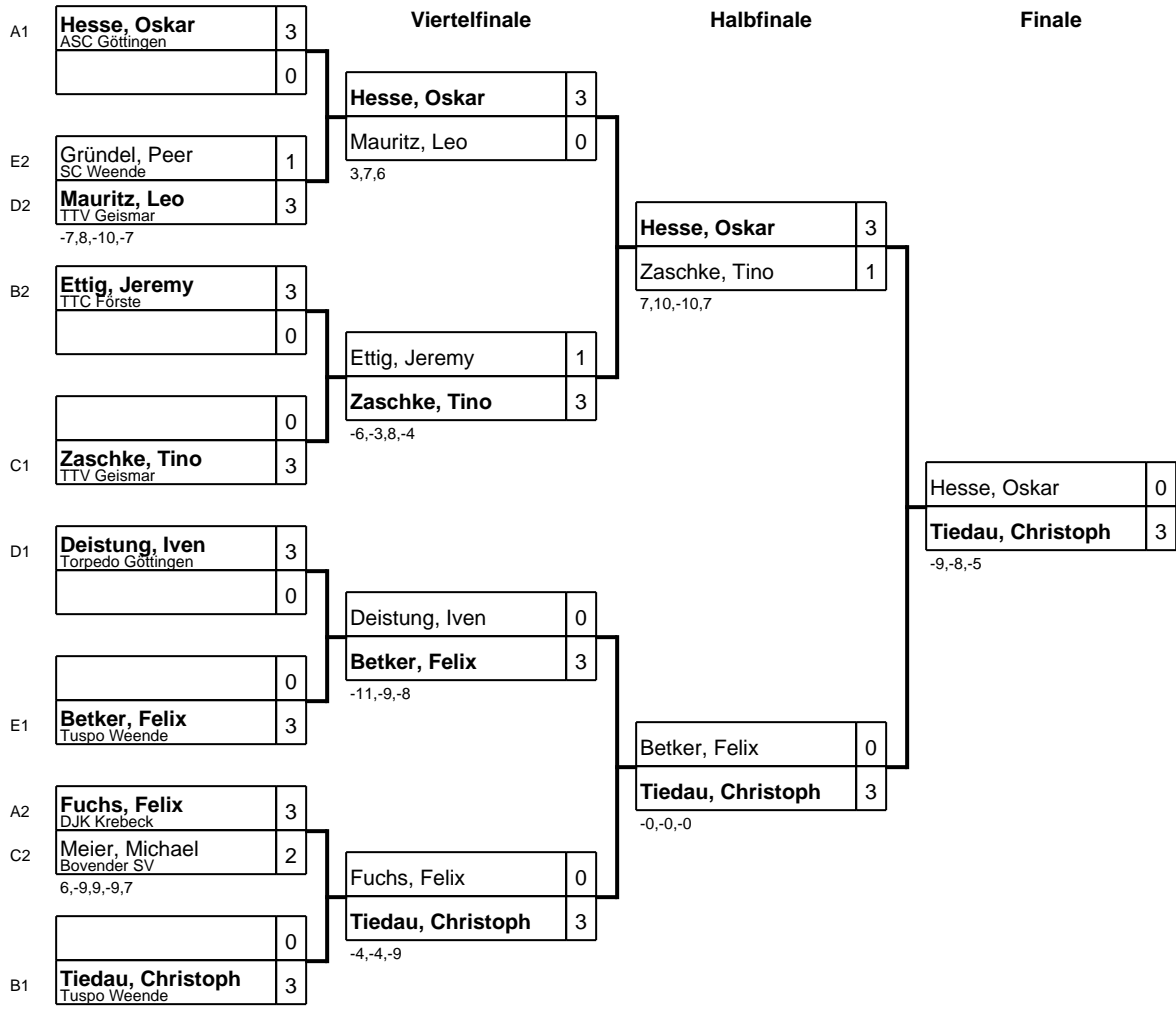 Viertelfinale Halbfinale Finale
A1 Hesse, Oskar 3
ASC Göttingen
0
E2 Gründel, Peer 1
SC Weende
D2 Mauritz, Leo 3
TTV Geismar
-7,8,-10,-7
B2 Ettig, Jeremy 3
TTC Förste
0
0
C1 Zaschke, Tino 3
TTV Geismar
D1 Deistung, Iven 3
Torpedo Göttingen
0
0
E1 Betker, Felix 3
Tuspo Weende
A2 Fuchs, Felix 3
DJK Krebeck
C2 Meier, Michael 2
Bovender SV
6,-9,9,-9,7
0
B1 Tiedau, Christoph 3
Tuspo Weende
Hesse, Oskar 3
Mauritz, Leo 0
3,7,6
Ettig, Jeremy 1
Zaschke, Tino 3
-6,-3,8,-4
Deistung, Iven 0
Betker, Felix 3
-11,-9,-8
Fuchs, Felix 0
Tiedau, Christoph 3
-4,-4,-9
Hesse, Oskar 3
Zaschke, Tino 1
7,10,-10,7
Betker, Felix 0
Tiedau, Christoph 3
-0,-0,-0
Hesse, Oskar 0
Tiedau, Christoph 3
-9,-8,-5